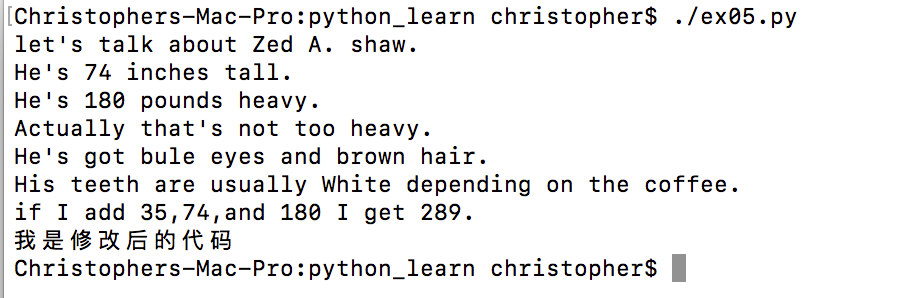 [Christophers-Mac-Pro:python_learn christopher$ ./ex05.py
let's talk about Zed A. shaw.
He's 74 inches tall.
He's 180 pounds heavy.
Actually that's not too heavy.
He's got bule eyes and brown hair.
His teeth are usually White depending on the coffee.
if I add 35,74,and 180 I get 289.
我是修改后的代码
Christophers-Mac-Pro:python_learn christopher$